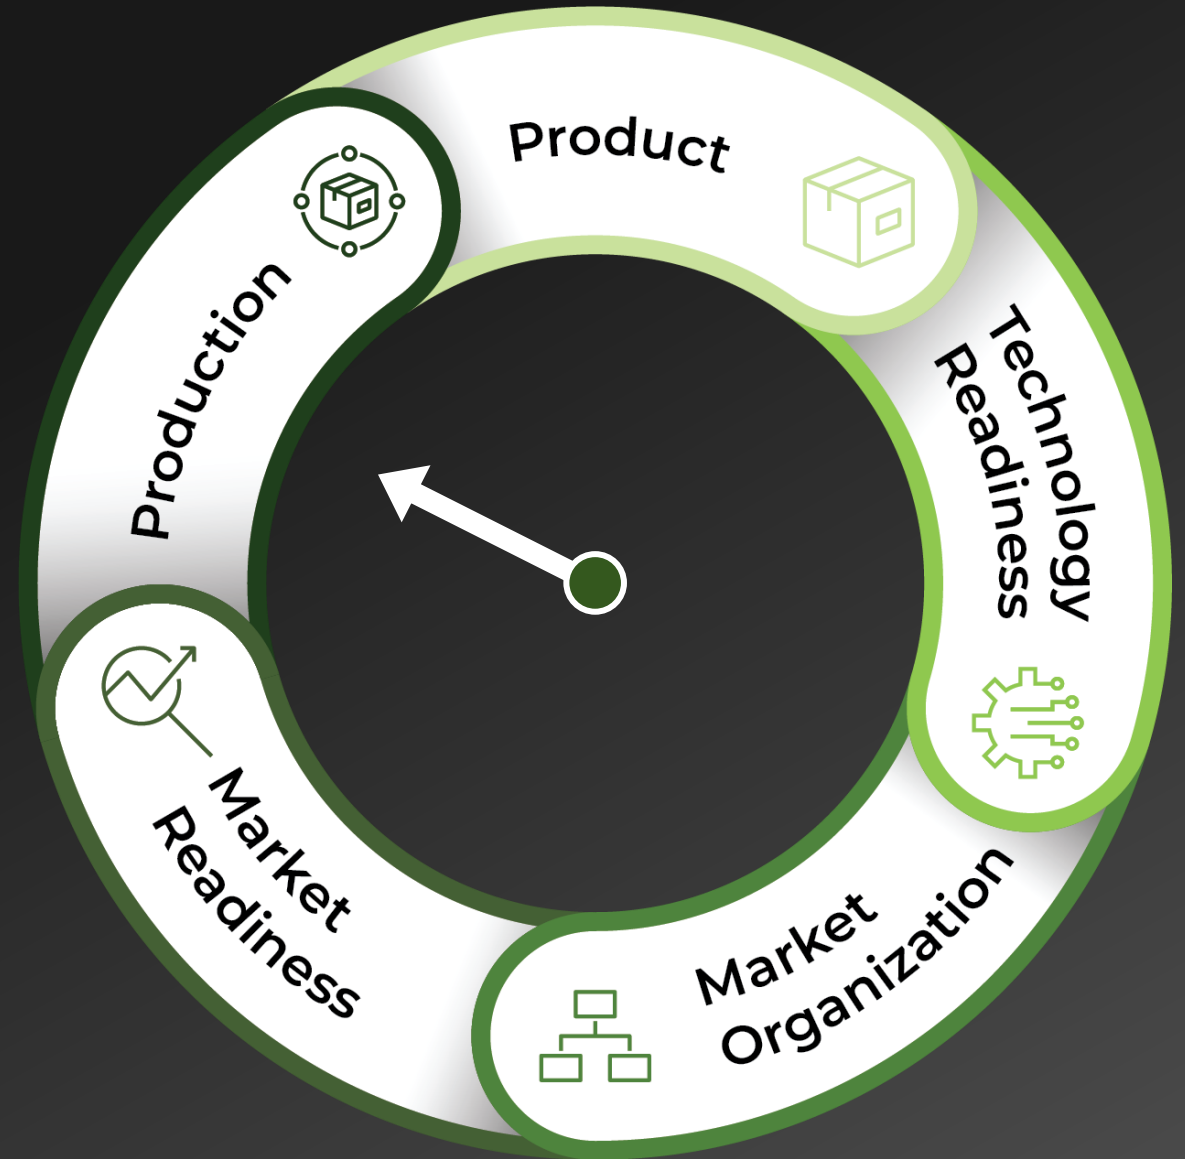 Product
Technology
Readiness
Market
Organization
Market
Readiness
Production